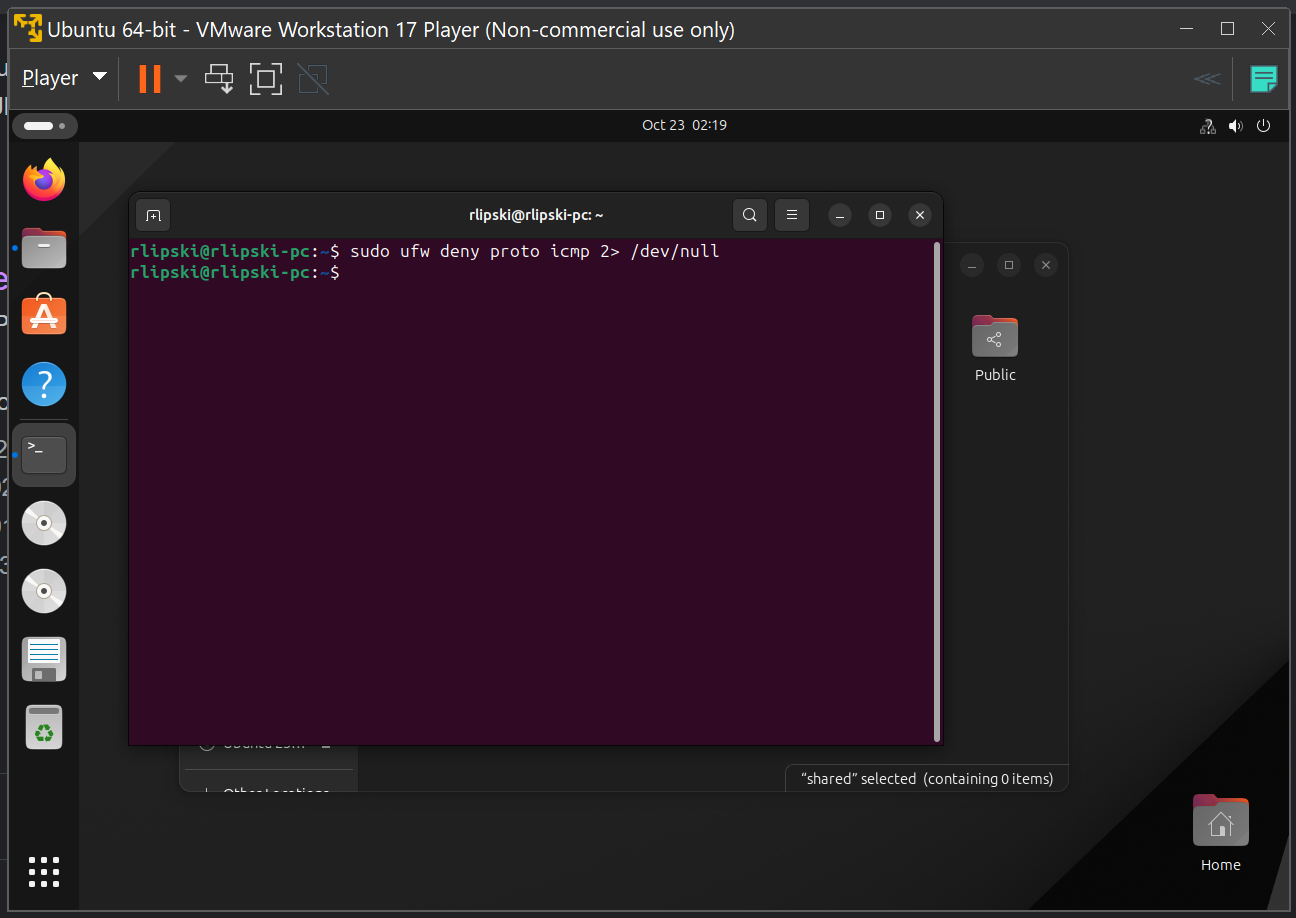 Ubuntu 64-bit - VMware Workstation 17 Player (Non-commercial use only)
Player
Oct 23 02:19
rlipski@rlipski-pc: ~
rlipski@rlipski-pc:~$ sudo ufw deny proto icmp 2> /dev/null
rlipski@rlipski-pc:~$
Public
Other Locations
“shared” selected (containing 0 items)
Home